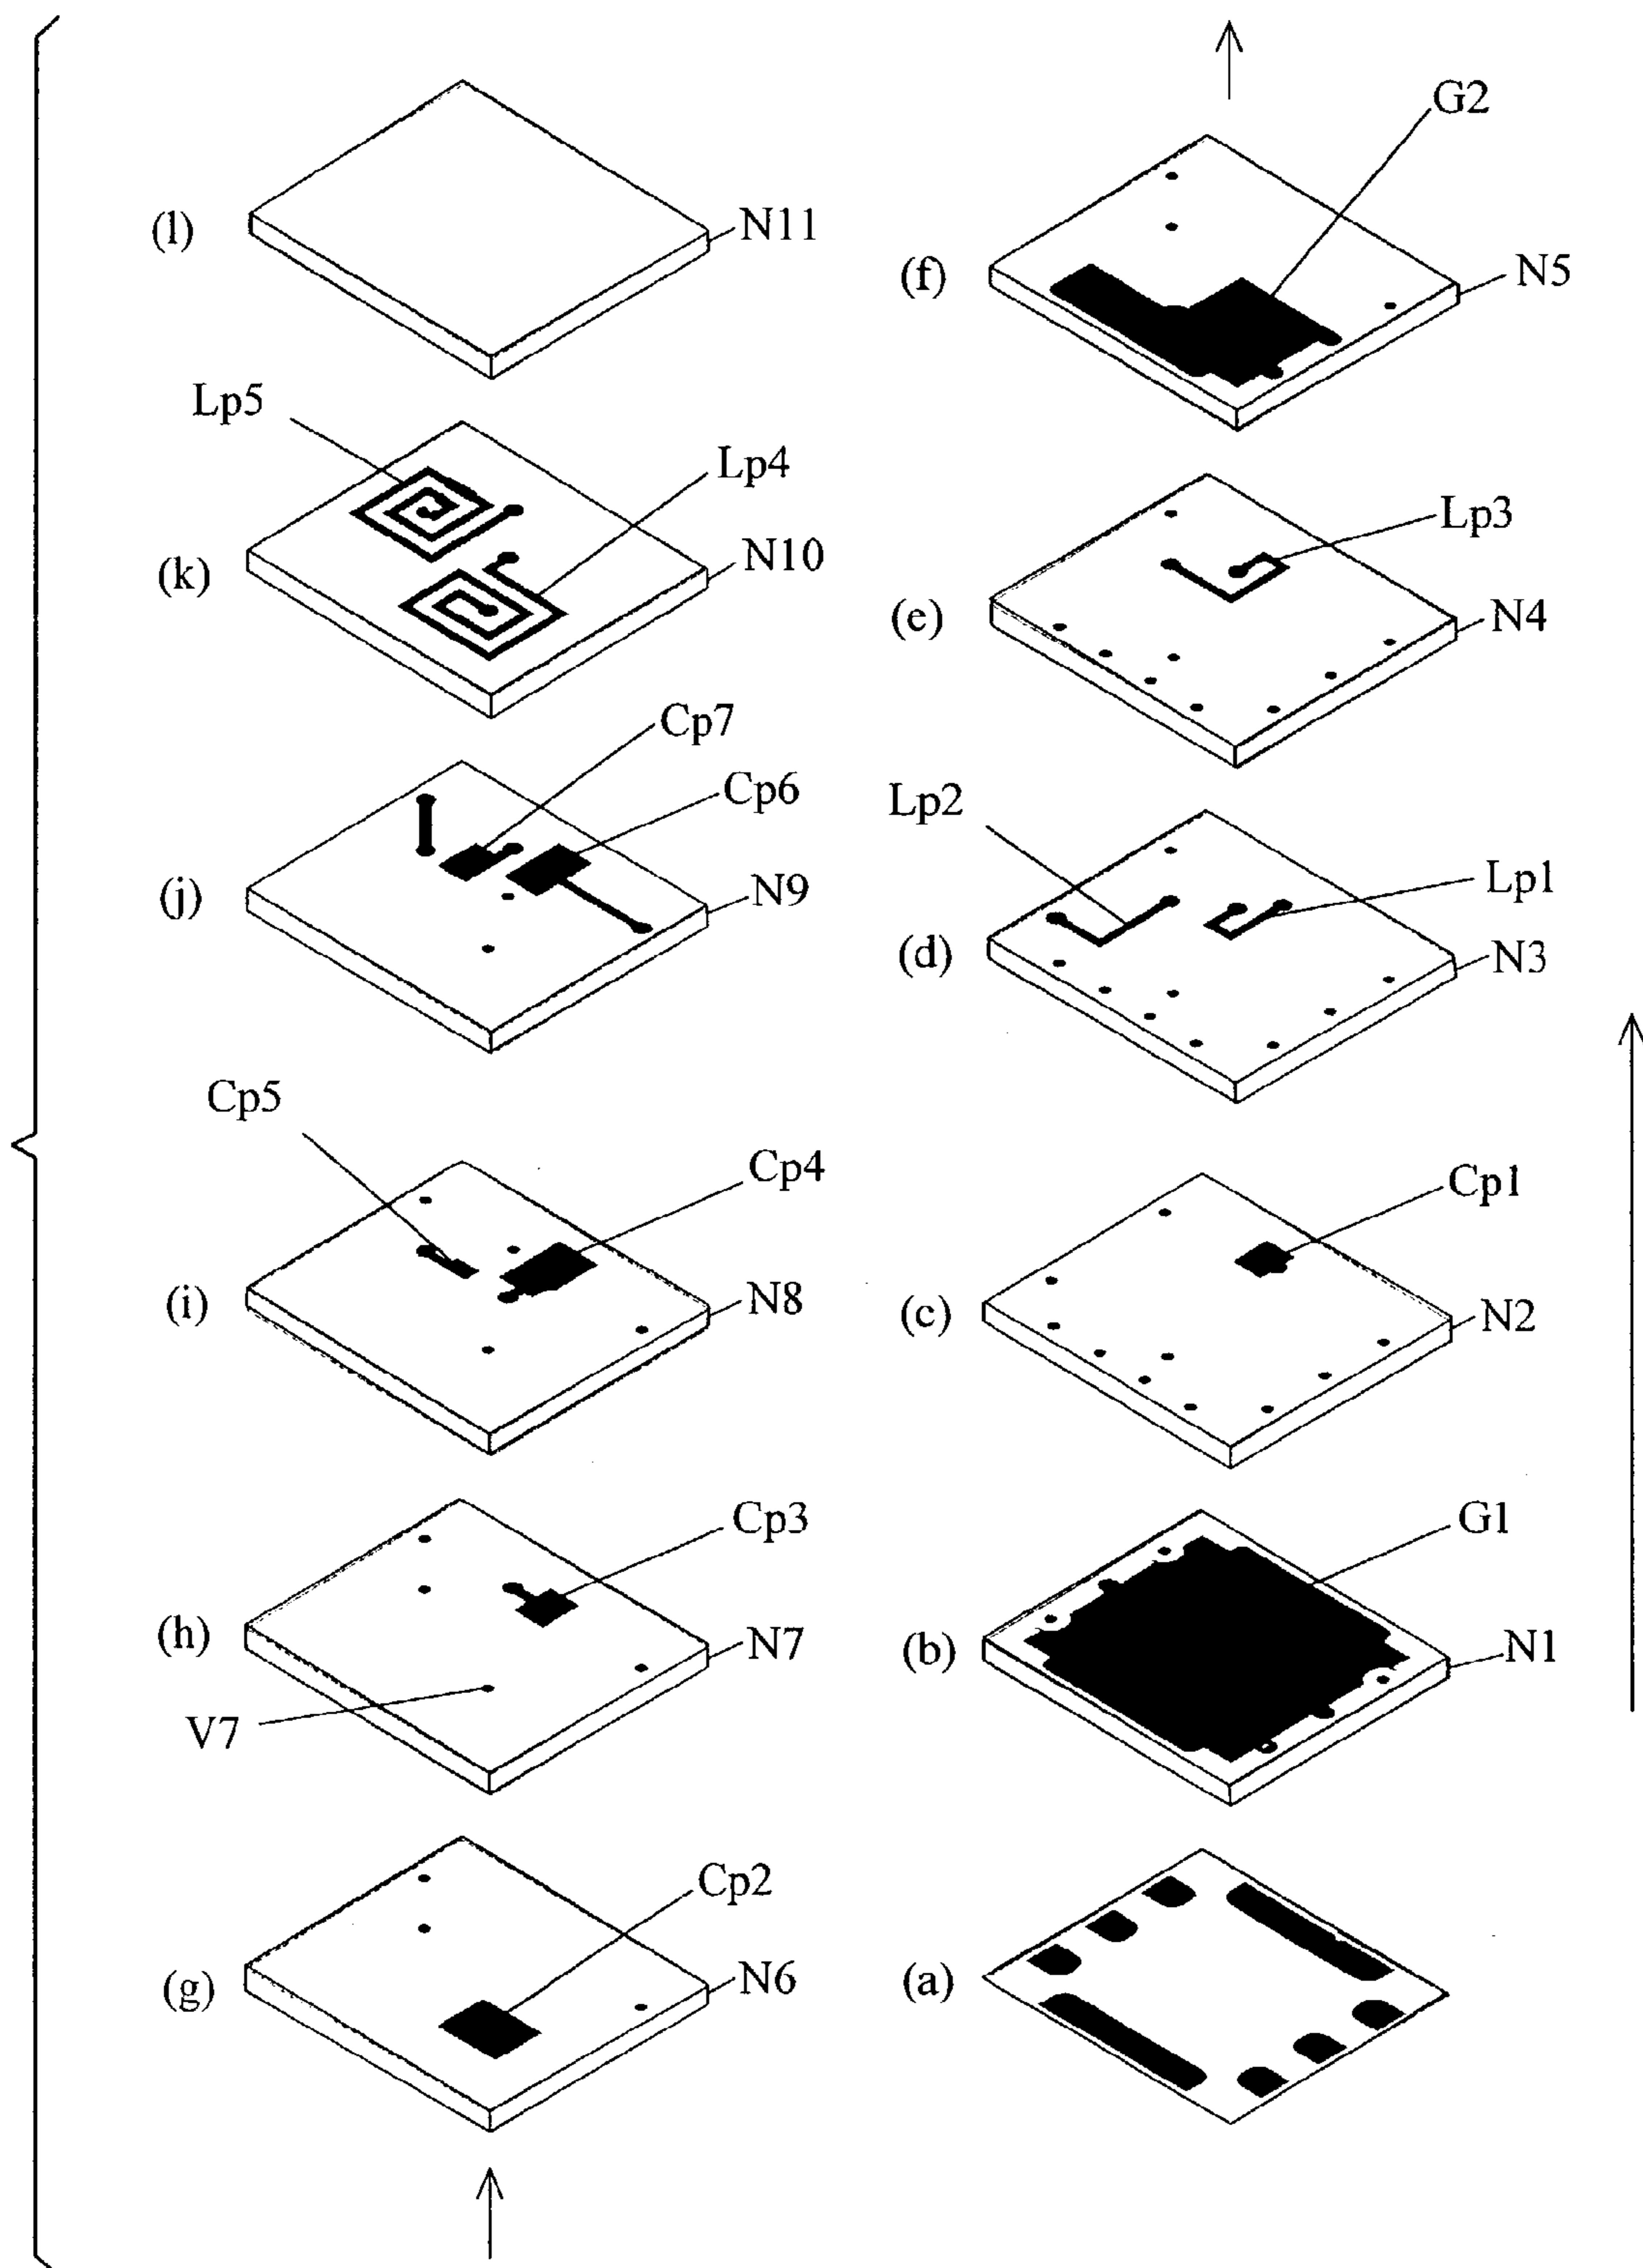 (l)
N11
Lp5
Lp4
(k)
N10
Cp7
Cp6
(j)
N9
Cp5
Cp4
(i)
N8
Cp3
(h)
N7
V7
Cp2
(g)
N6
G2
(f)
N5
Lp3
(e)
N4
Lp2
Lp1
(d)
N3
Cp1
(c)
N2
G1
(b)
N1
(a)